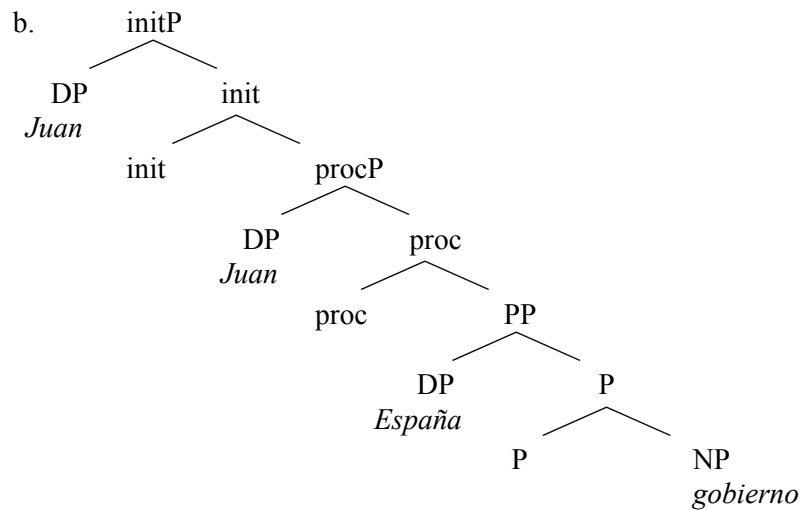 b. initP
DP init
Juan
init procP
DP proc
Juan
proc PP
DP P
España
P NP
gobierno